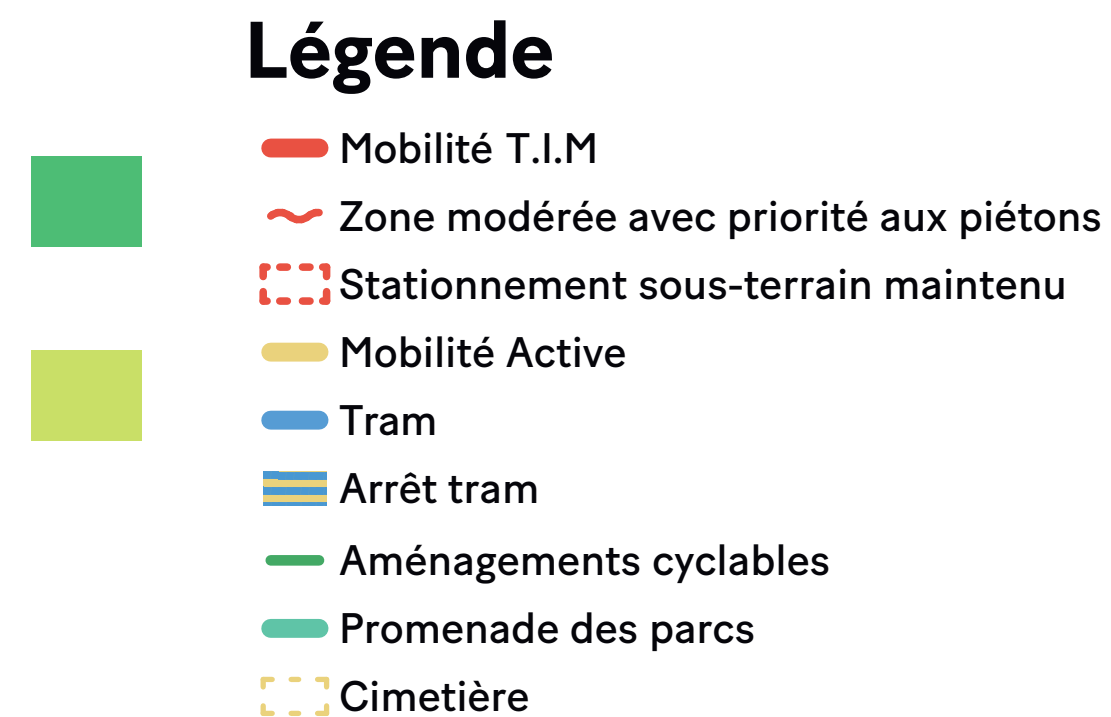 Légende
Mobilité T.I.M
Zone modérée avec priorité aux piétons
Stationnement sous-terrain maintenu
Mobilité Active
Tram
Arrêt tram
Aménagements cyclables
Promenade des parcs
Cimetière